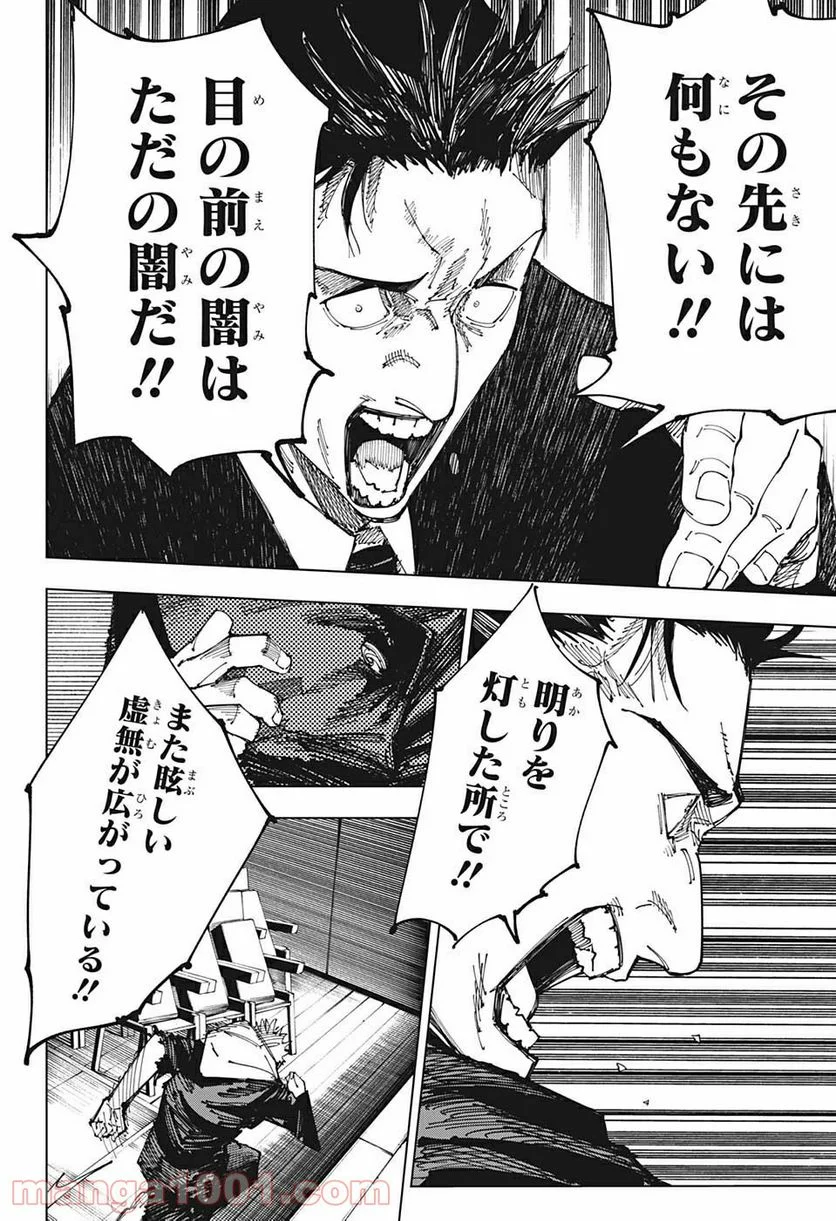 その先には
何もない!!
目の前の闇は
ただの闇だ!!
明りを
灯した所で!!
また眩しい
虚無が広がっている!!
manga1001.com